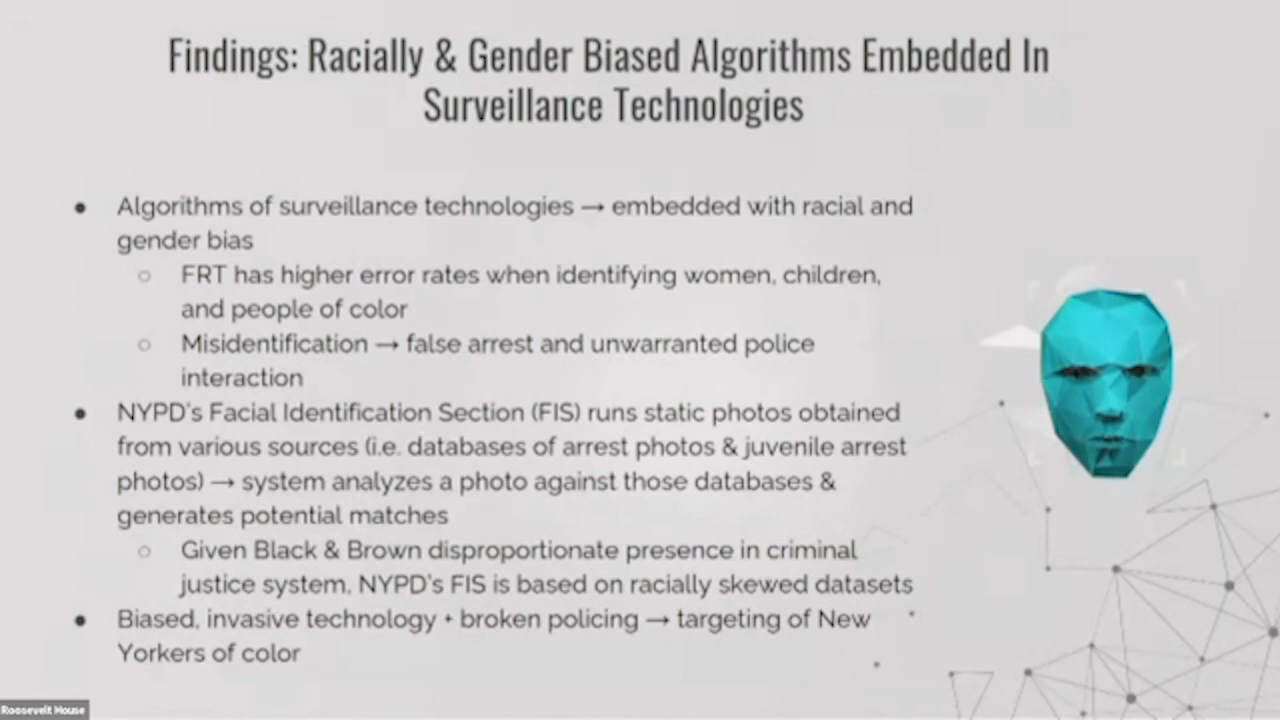 Findings: Racially & Gender Biased Algorithms Embedded In
Surveillance Technologies
● Algorithms of surveillance technologies → embedded with racial and
gender bias
○ FRT has higher error rates when identifying women, children,
and people of color
○ Misidentification → false arrest and unwarranted police
interaction
● NYPD's Facial Identification Section (FIS) runs static photos obtained
from various sources (i.e. databases of arrest photos & juvenile arrest
photos) → system analyzes a photo against those databases &
generates potential matches
○ Given Black & Brown disproportionate presence in criminal
justice system, NYPD's FIS is based on racially skewed datasets
● Biased, invasive technology + broken policing → targeting of New
Yorkers of color
Roosevelt House